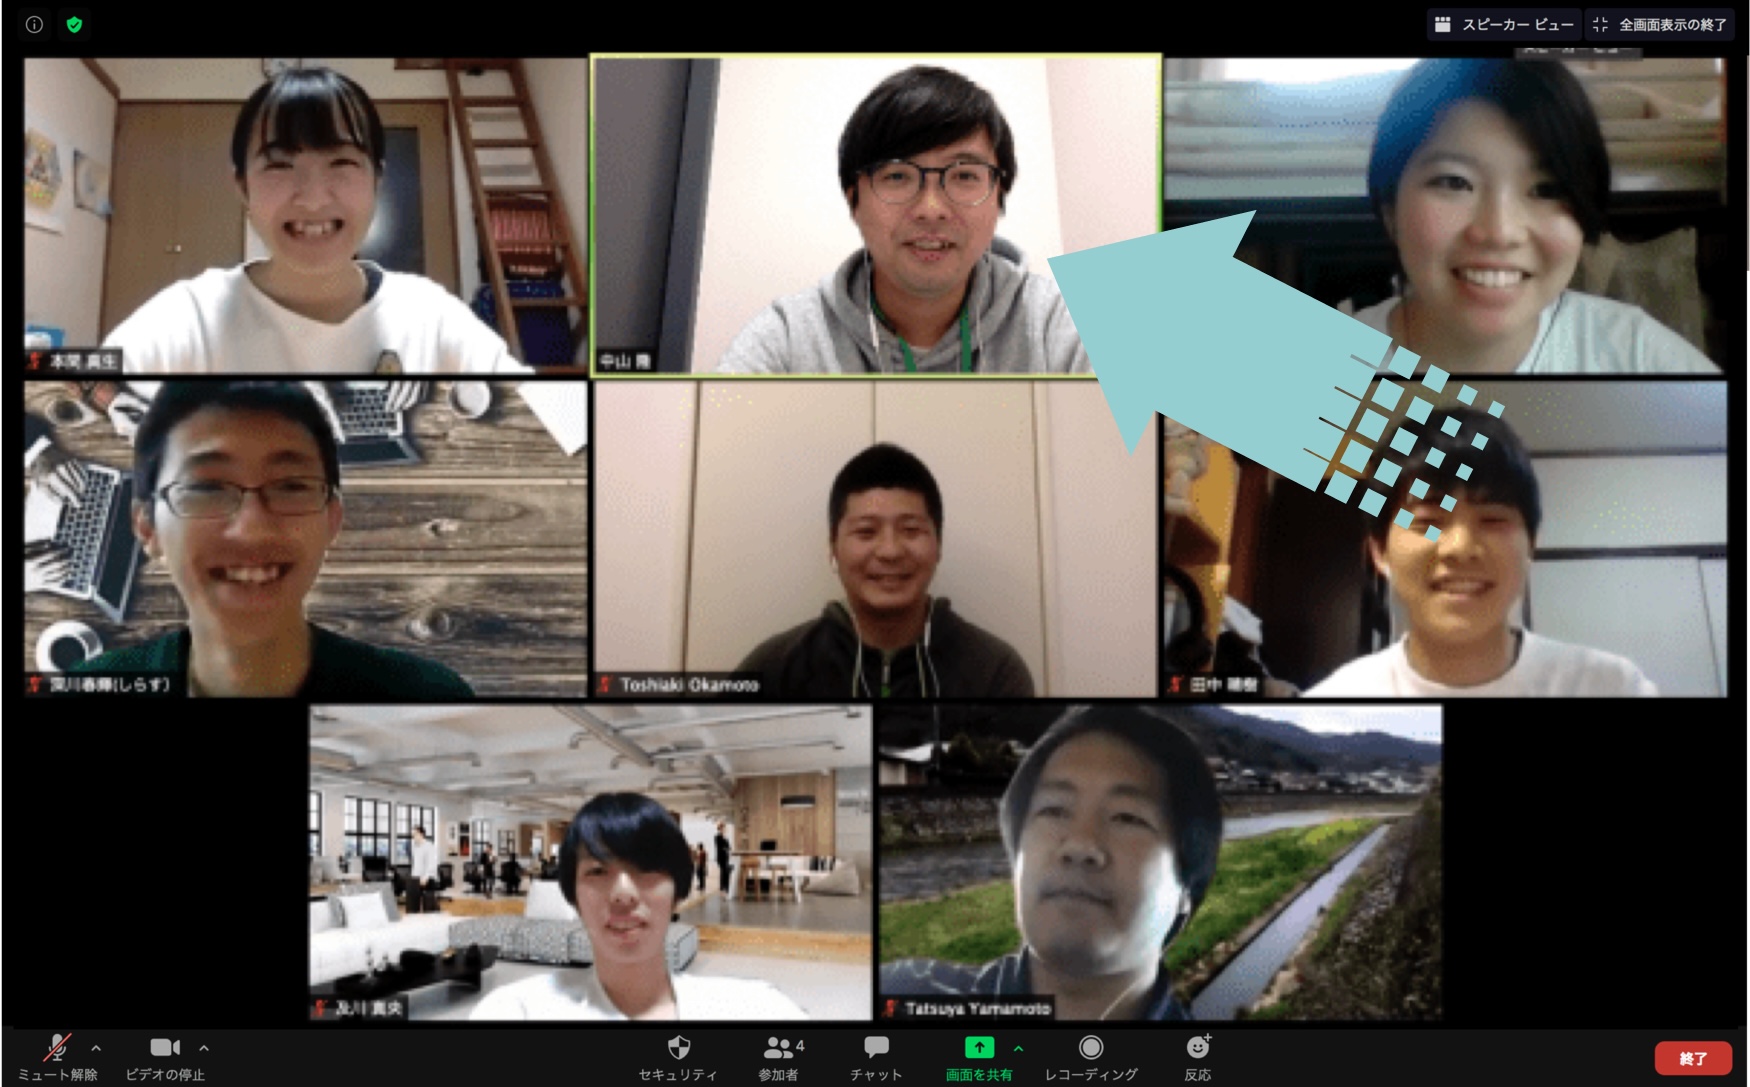 スピーカー ビュー
全画面表示の終了
本間 真生
中山 隆
深川春輝(しらす)
Toshiaki Okamoto
田中
及川 真央
Tatsuya Yamamoto
ミュート解除
ビデオの停止
セキュリティ
4
参加者
チャット
画面を共有
レコーディング
反応
終了